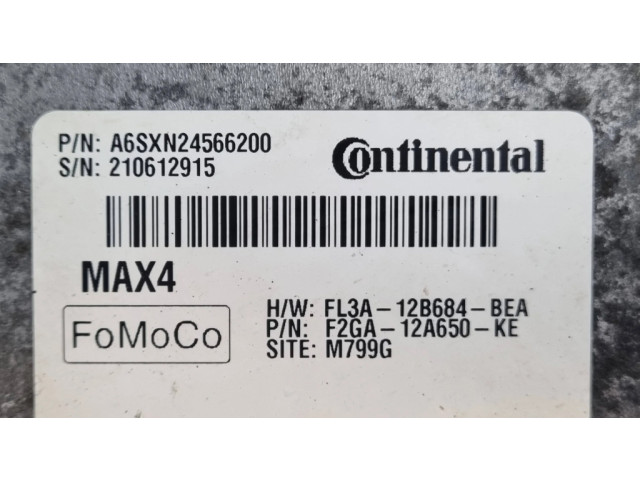 P/N: A6SXN24566200
S/N: 210612915
Continental
MAX4
FoMoCo
H/W: FL3A-12B684-BEA
P/N: F2GA-12A650-KE
SITE: M799G